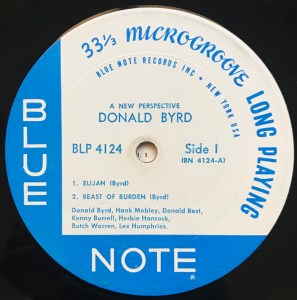 33⅓ MICROGROOVE LONG PLAYING
BLUE NOTE RECORDS INC • NEW YORK USA
A NEW PERSPECTIVE
DONALD BYRD
BLP 4124
Side 1
(BN 4124-A)
1. ELIJAH (Byrd)
2. BEAST OF BURDEN (Byrd)
Donald Byrd, Hank Mobley, Donald Best,
Kenny Burrell, Herbie Hancock,
Butch Warren, Lex Humphries.
BLUE
NOTE